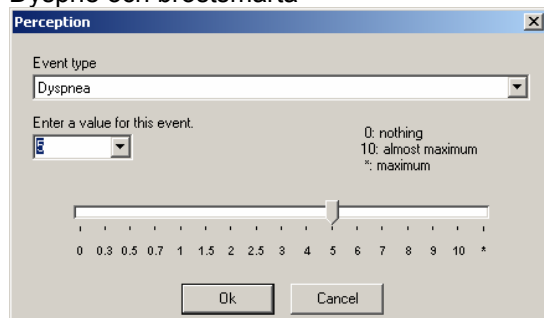 Dyspné och bröstsmärta
Perception
Event type
Dyspnea
Enter a value for this event.
5
0: nothing
10: almost maximum
*: maximum
0 0.3 0.5 0.7 1 1.5 2 2.5 3 4 5 6 7 8 9 10 *
Ok Cancel